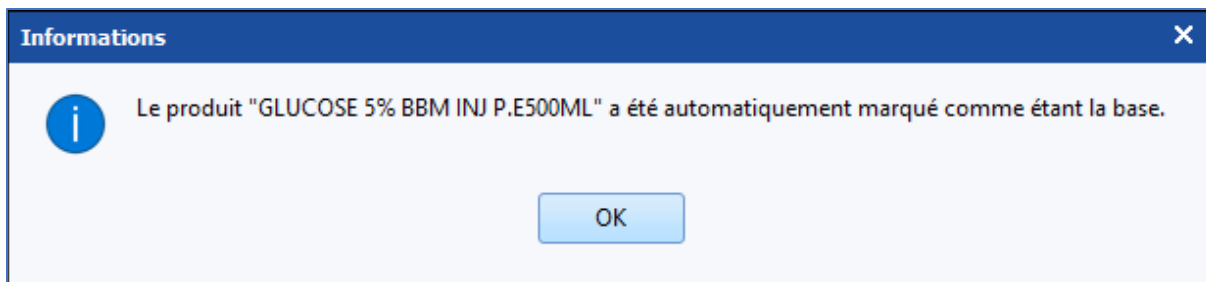 Informations
Le produit "GLUCOSE 5% BBM INJ P.E500ML" a été automatiquement marqué comme étant la base.
OK